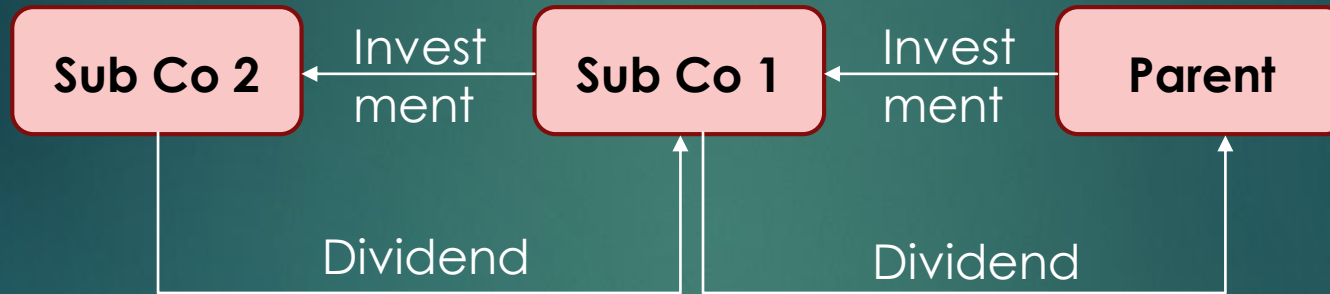 Sub Co 2
Invest
ment
Sub Co 1
Invest
ment
Parent
Dividend
Dividend